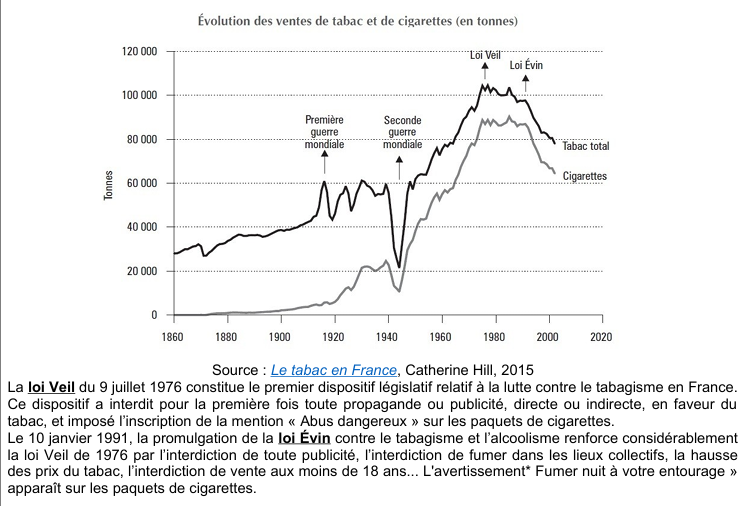 Évolution des ventes de tabac et de cigarettes (en tonnes)
120 000
100 000
80 000
60 000
40 000
20 000
0
Tonnes
Loi Veil
Loi Évin
Première
guerre
mondiale
Seconde
guerre
mondiale
Tabac total
Cigarettes
1860 1880 1900 1920 1940 1960 1980 2000 2020
Source : Le tabac en France, Catherine Hill, 2015
La loi Veil du 9 juillet 1976 constitue le premier dispositif législatif relatif à la lutte contre le tabagisme en France.
Ce dispositif a interdit pour la première fois toute propagande ou publicité, directe ou indirecte, en faveur du
tabac, et imposé l'inscription de la mention « Abus dangereux » sur les paquets de cigarettes.
Le 10 janvier 1991, la promulgation de la loi Évin contre le tabagisme et l'alcoolisme renforce considérablement
la loi Veil de 1976 par l'interdiction de toute publicité, l'interdiction de fumer dans les lieux collectifs, la hausse
des prix du tabac, l'interdiction de vente aux moins de 18 ans... L'avertissement* Fumer nuit à votre entourage »
apparaît sur les paquets de cigarettes.